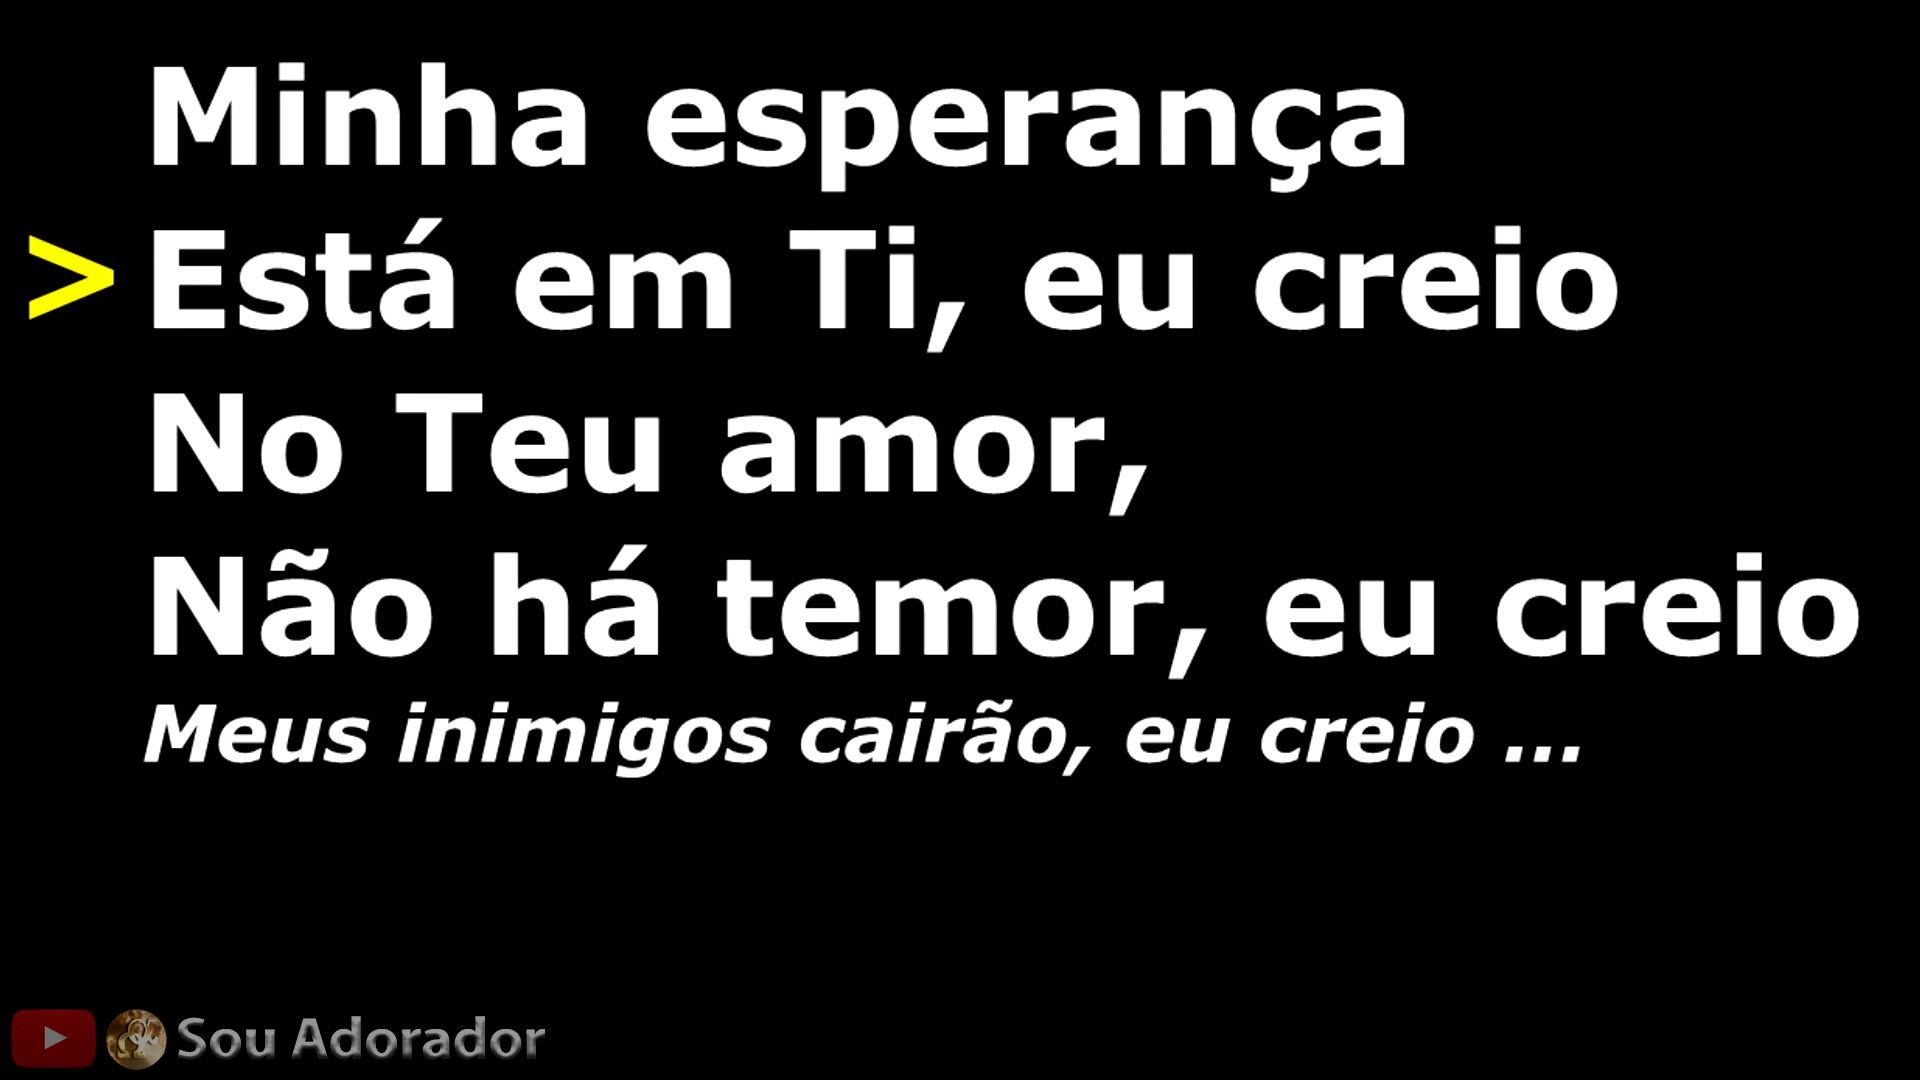 Minha esperança
> Está em Ti, eu creio
No Teu amor,
Não há temor, eu creio
Meus inimigos cairão, eu creio ...
Sou Adorador